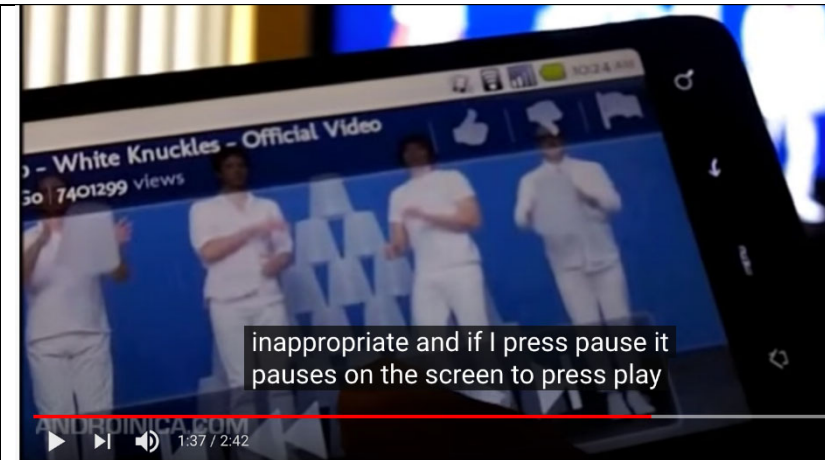 10:24 AM
- White Knuckles - Official Video
Go 7401299 views
inappropriate and if I press pause it
pauses on the screen to press play
ANDROINICA.COM
1:37 / 2:42